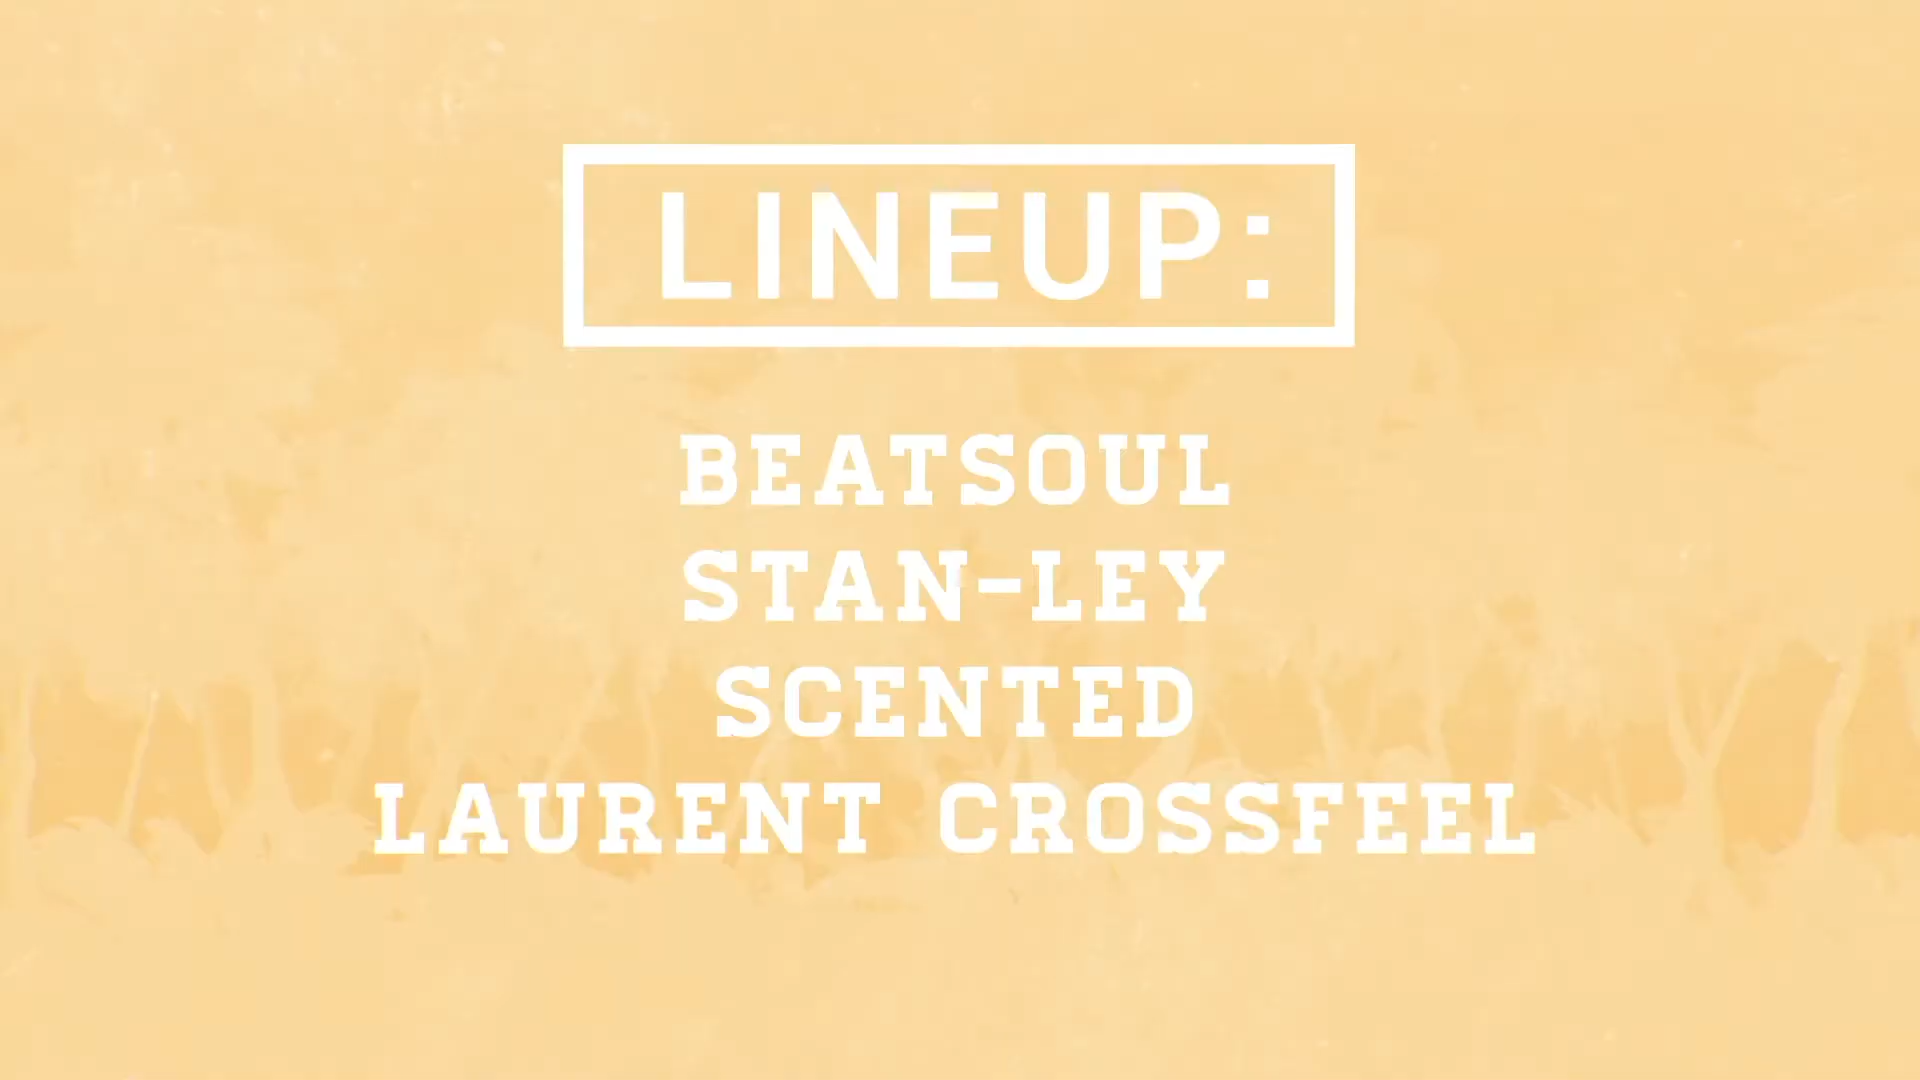 LINEUP:
BEATSOUL
STAN-LEY
SCENTED
LAURENT CROSSFEEL